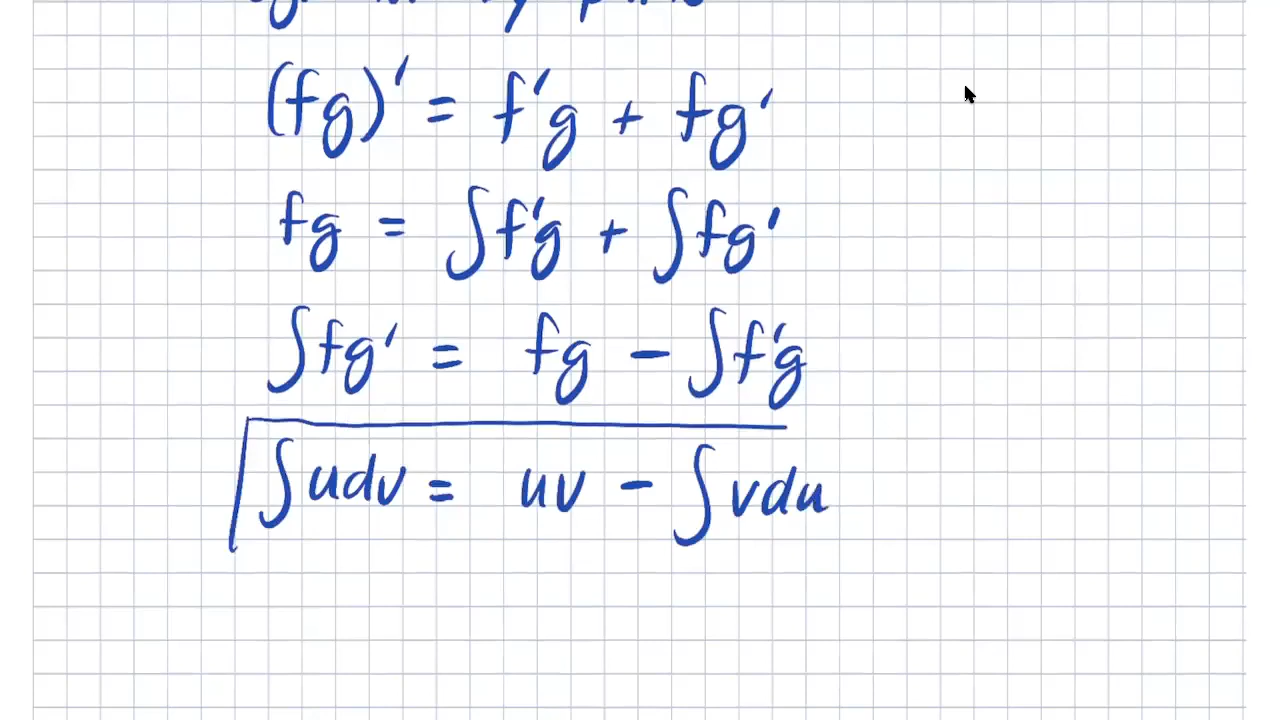 (fg)' = f'g + fg'
fg = ∫f'g + ∫fg'
∫fg' = fg - ∫f'g
∫udv = uv - ∫vdu